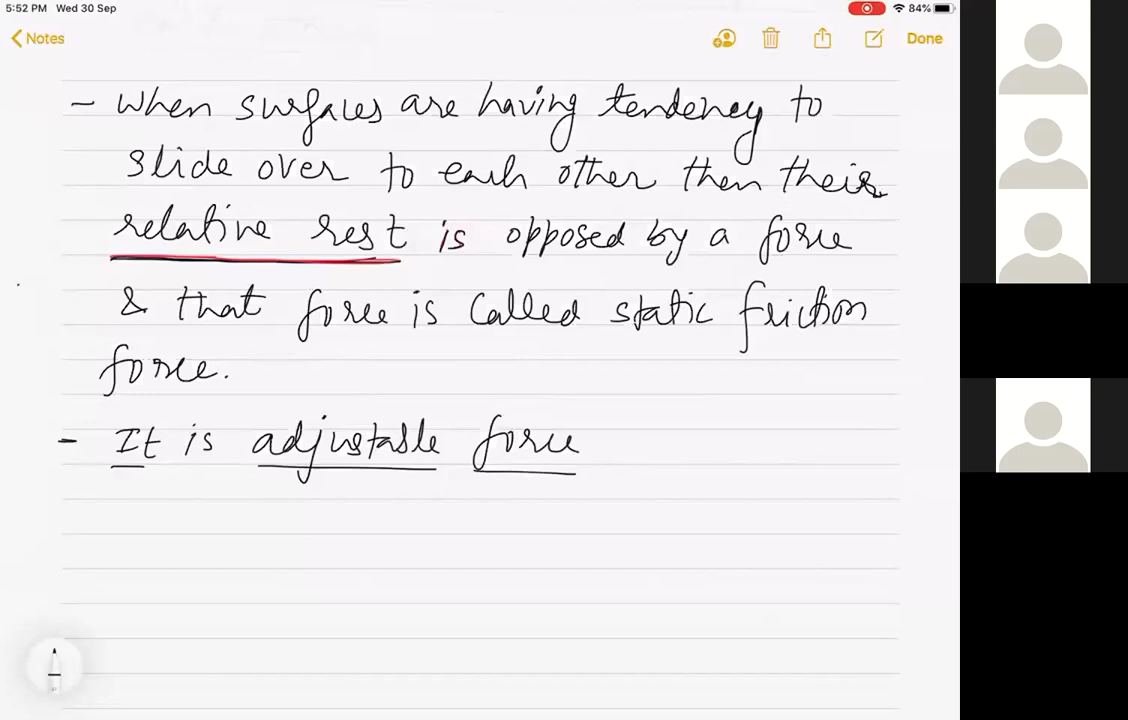 5:52 PM Wed 30 Sep
84%
Notes
Done
- When surfaces are having tendency to
slide over to each other then their
relative rest is opposed by a force
& that force is called static friction
force.
- It is adjustable force